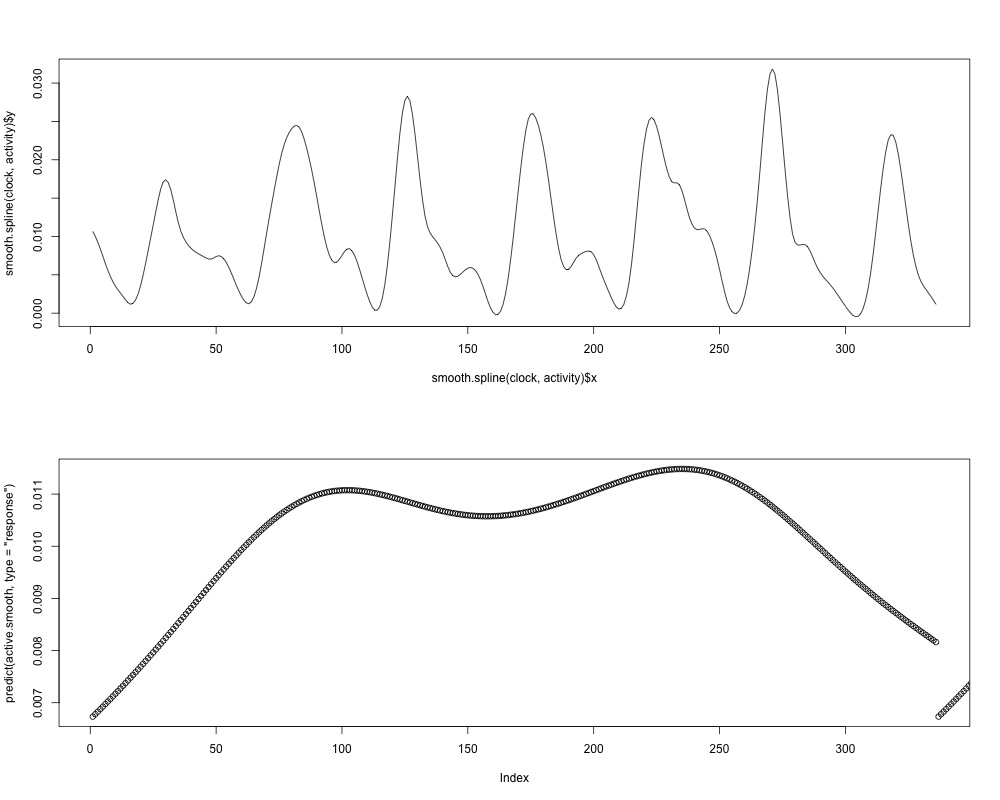 smooth.spline(clock, activity)$y
0.030
0.020
0.010
0.000
0 50 100 150 200 250 300
smooth.spline(clock, activity)$x
predict(active.smooth, type = "response")
0.011
0.010
0.009
0.008
0.007
0 50 100 150 200 250 300
Index